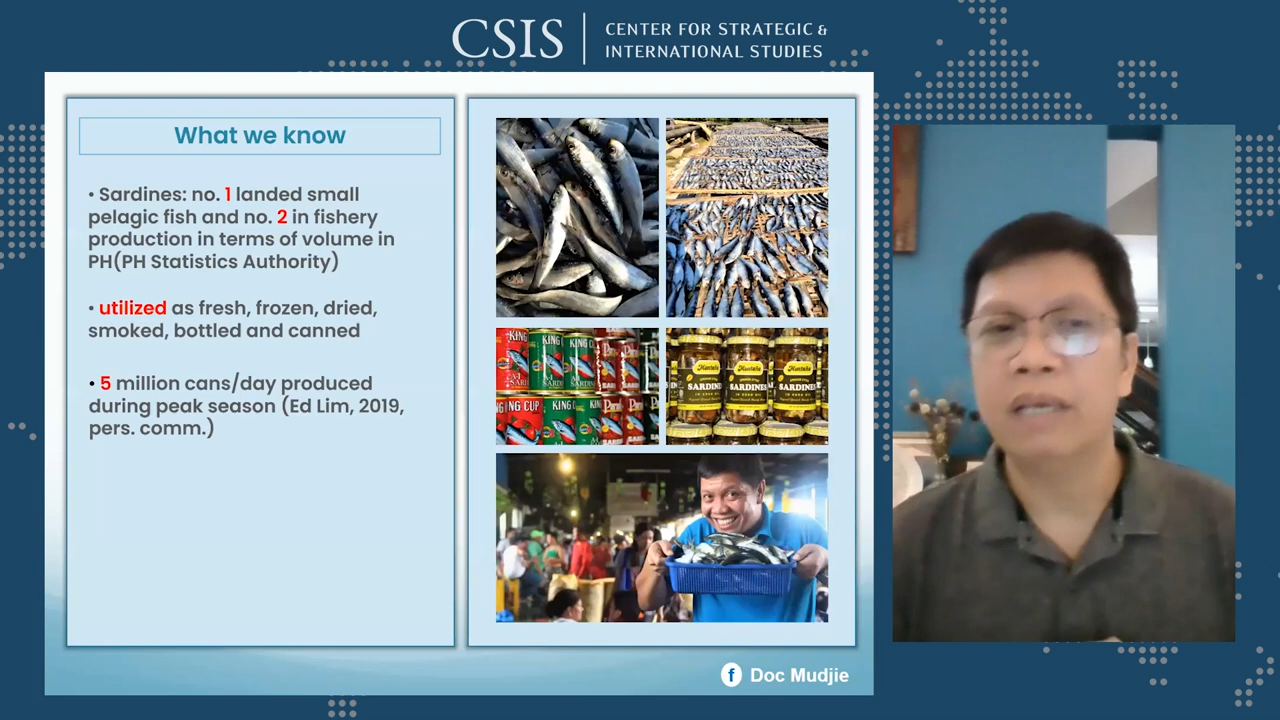 CSIS
CENTER FOR STRATEGIC &
INTERNATIONAL STUDIES
What we know
• Sardines: no. 1 landed small
pelagic fish and no. 2 in fishery
production in terms of volume in
PH(PH Statistics Authority)
• utilized as fresh, frozen, dried,
smoked, bottled and canned
• 5 million cans/day produced
during peak season (Ed Lim, 2019,
pers. comm.)
SARDINES
SARDINES
SARDINES
KING CUP
f Doc Mudjie